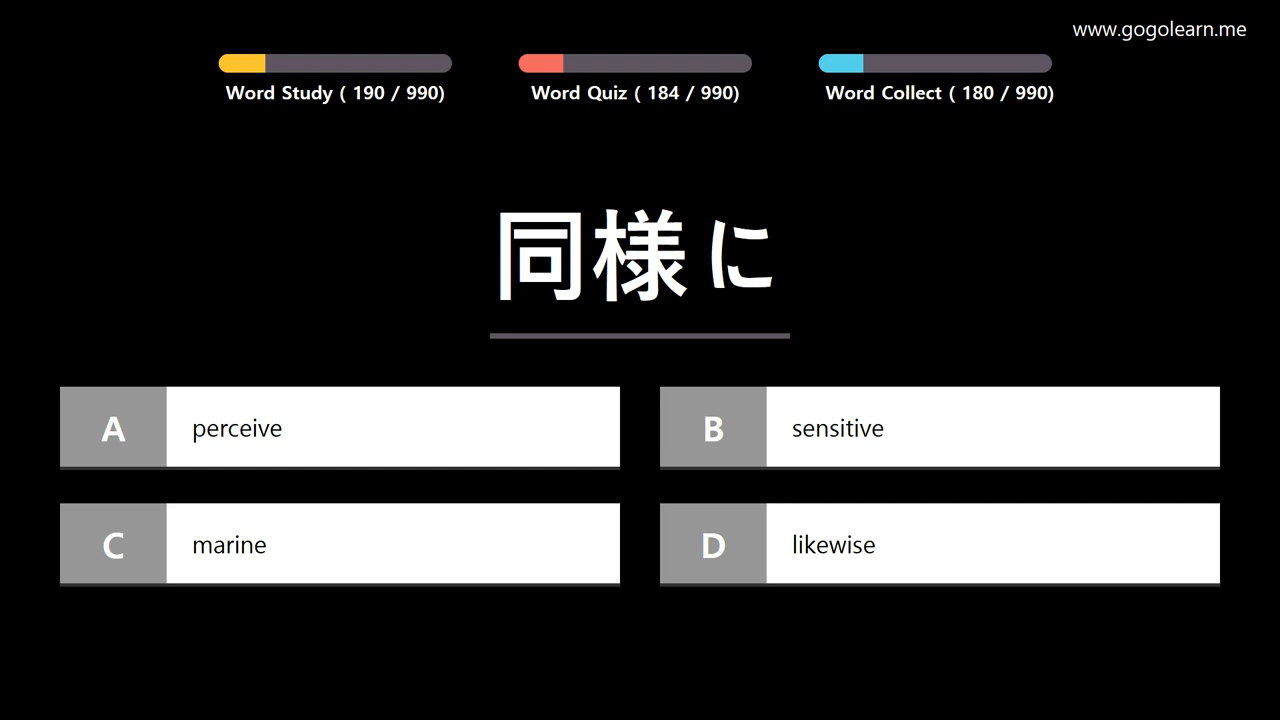 www.gogolearn.me
Word Study ( 190 / 990)
Word Quiz ( 184 / 990)
Word Collect ( 180 / 990)
同様に
A perceive
B sensitive
C marine
D likewise